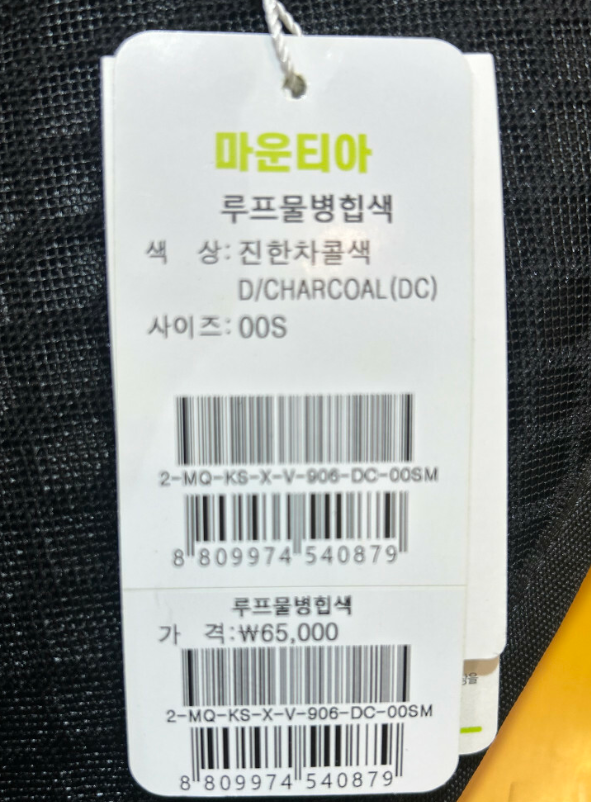 마운티아
루프물병힙색
색 상: 진한차콜색
D/CHARCOAL(DC)
사이즈: 00S
2-MQ-KS-X-V-906-DC-00SM
8 809974 540879
루프물병힙색
가 격:₩65,000
2-MQ-KS-X-V-906-DC-00SM
8 809974 540879